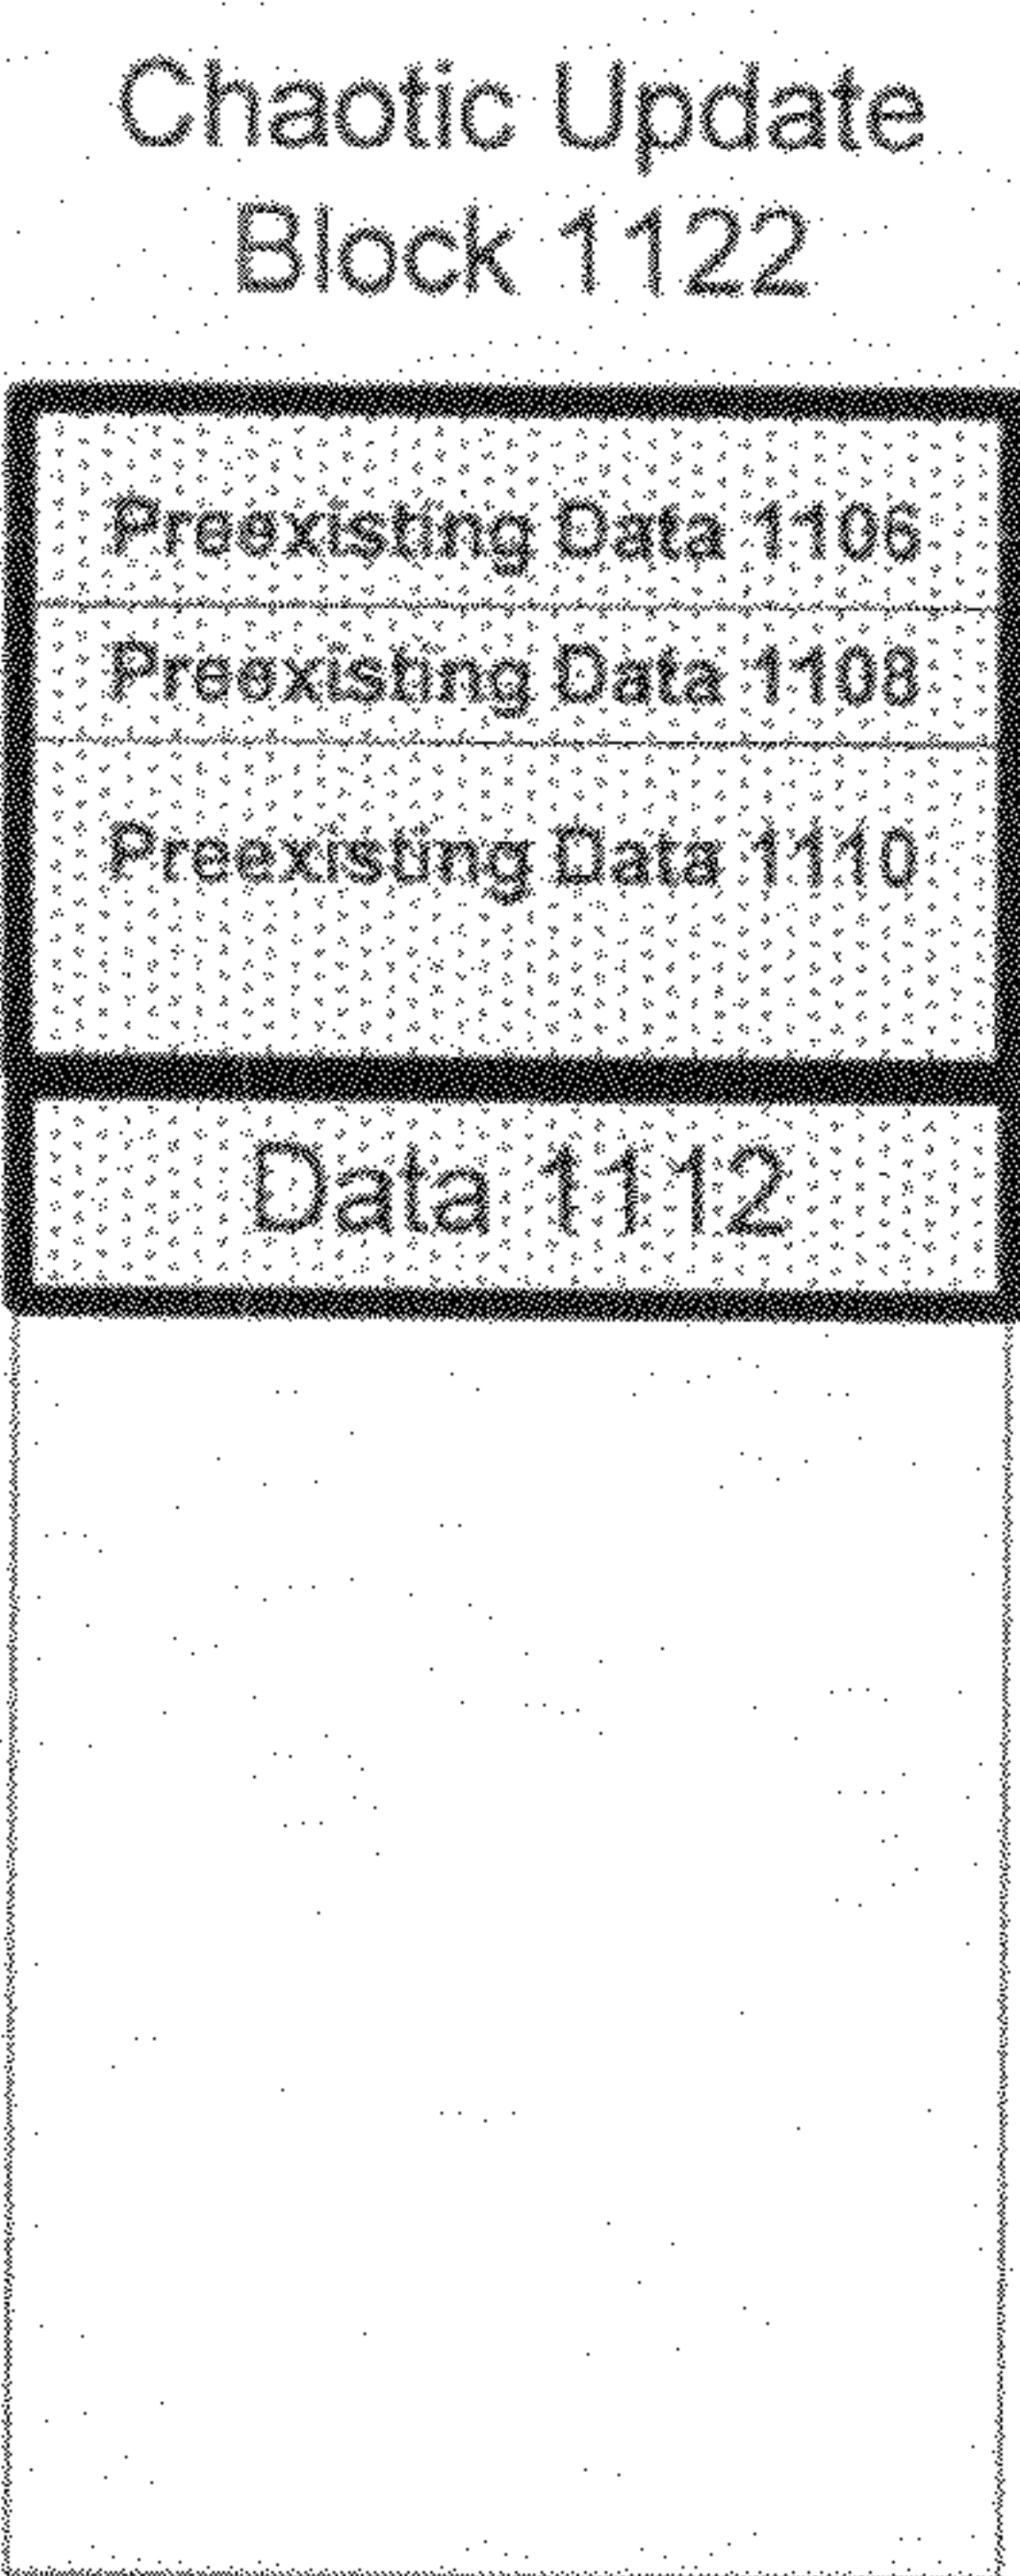 Chaotic Update
Block 1122
Preexisting Data 1106
Preexisting Data 1108
Preexisting Data 1110
Data 1112